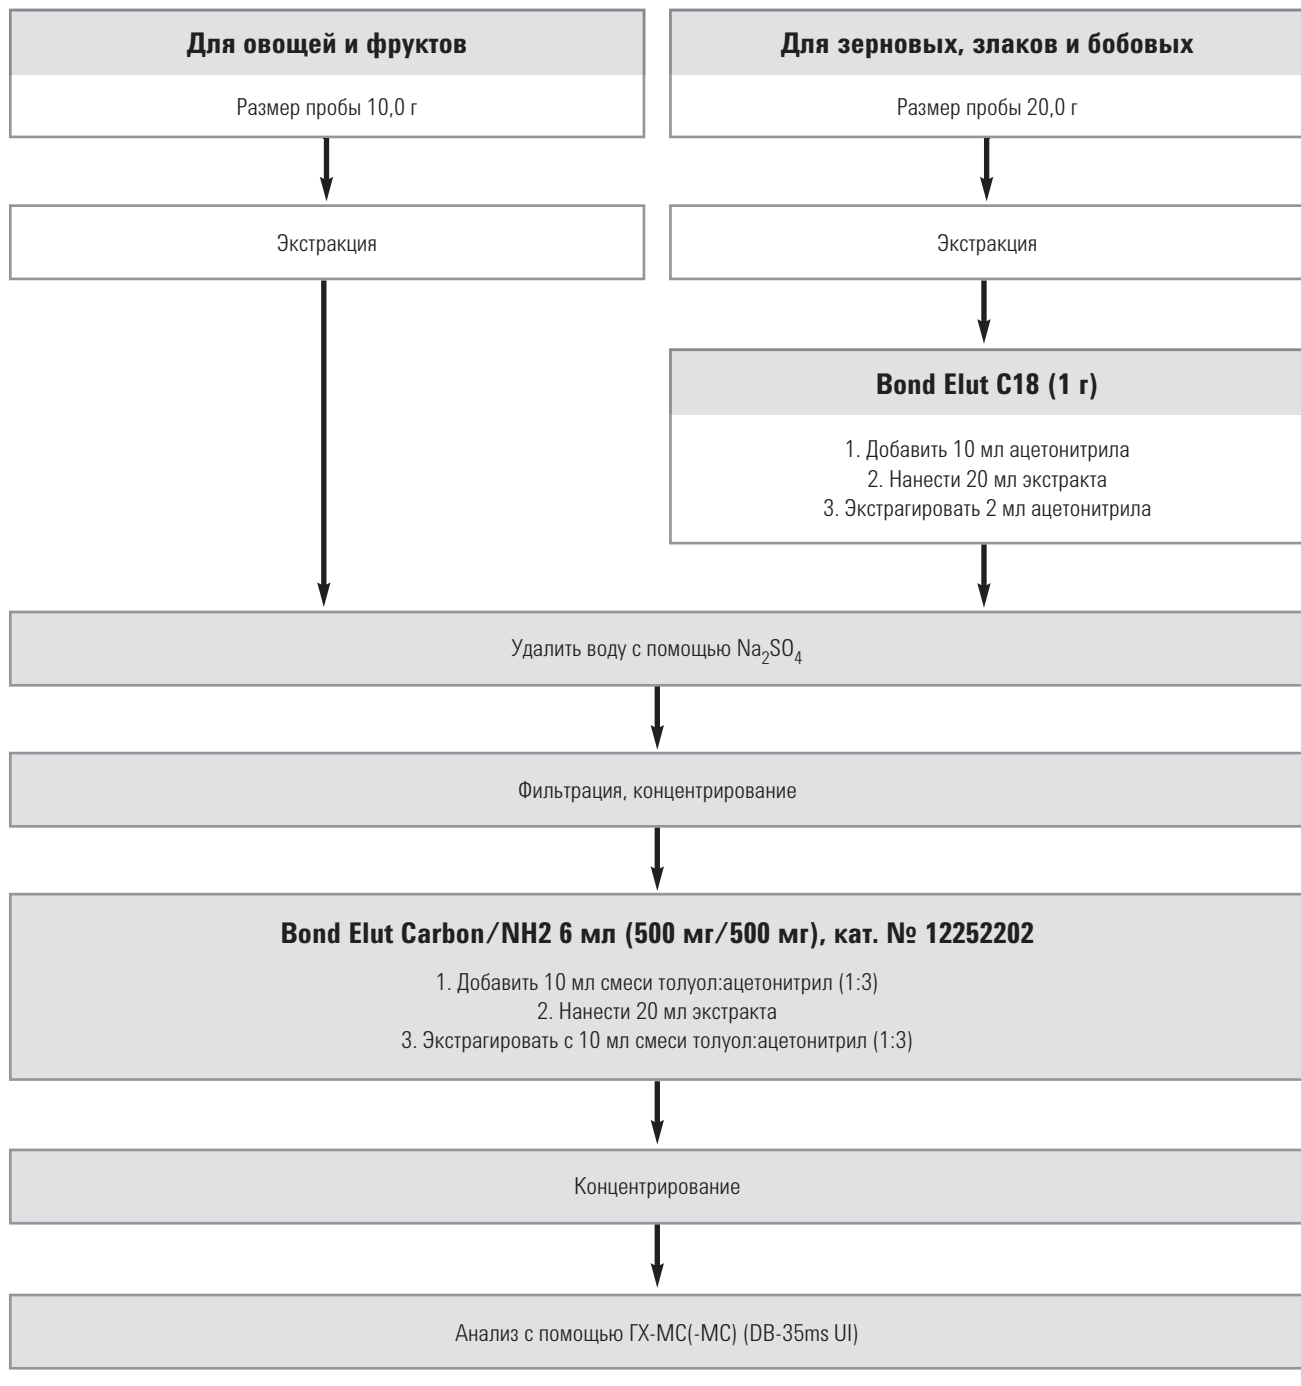 Для овощей и фруктов
Размер пробы 10,0 г
Для зерновых, злаков и бобовых
Размер пробы 20,0 г
Экстракция
Экстракция
Bond Elut C18 (1 г)
1. Добавить 10 мл ацетонитрила
2. Нанести 20 мл экстракта
3. Экстрагировать 2 мл ацетонитрила
Удалить воду с помощью Na₂SO₄
Фильтрация, концентрирование
Bond Elut Carbon/NH2 6 мл (500 мг/500 мг), кат. № 12252202
1. Добавить 10 мл смеси толуол:ацетонитрил (1:3)
2. Нанести 20 мл экстракта
3. Экстрагировать с 10 мл смеси толуол:ацетонитрил (1:3)
Концентрирование
Анализ с помощью ГХ-МС(-МС) (DB-35ms UI)